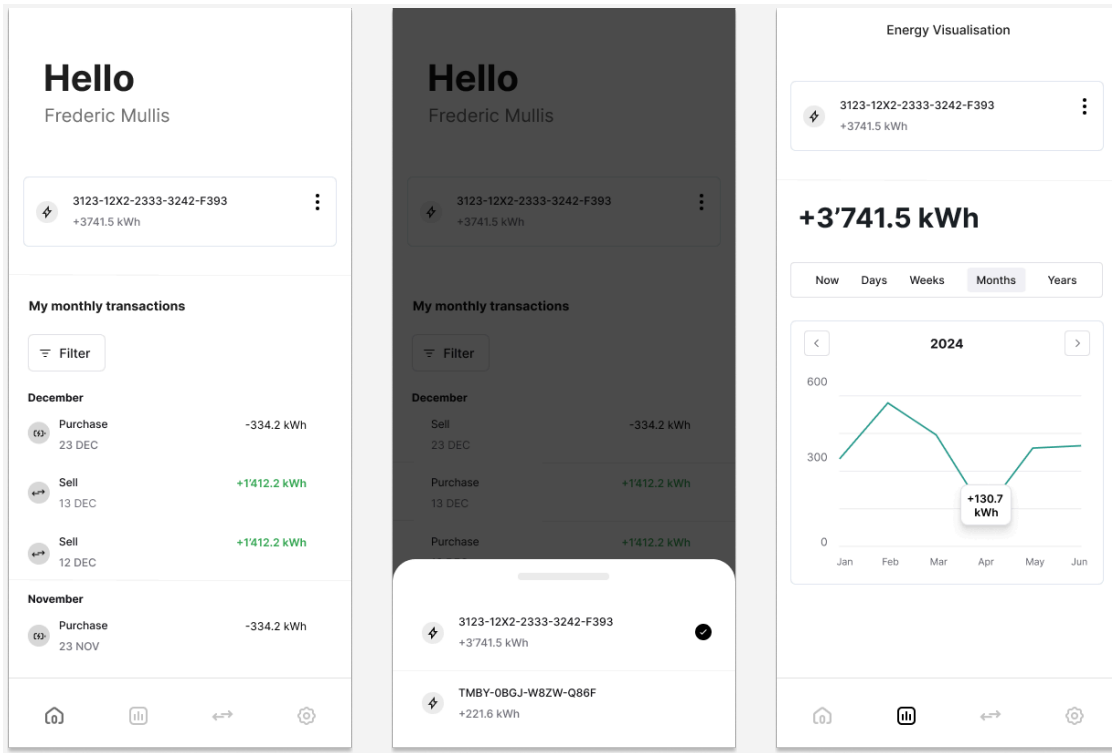 Hello
Frederic Mullis
3123-12X2-2333-3242-F393
+3741.5 kWh
My monthly transactions
Filter
December
Purchase -334.2 kWh
23 DEC
Sell +1'412.2 kWh
13 DEC
Sell +1'412.2 kWh
12 DEC
November
Purchase -334.2 kWh
23 NOV
Hello
Frederic Mullis
3123-12X2-2333-3242-F393
+3741.5 kWh
My monthly transactions
Filter
December
Sell -334.2 kWh
23 DEC
Purchase +1'412.2 kWh
13 DEC
Purchase +1'412.2 kWh
3123-12X2-2333-3242-F393
+3'741.5 kWh
TMBY-0BGJ-W8ZW-Q86F
+221.6 kWh
Energy Visualisation
3123-12X2-2333-3242-F393
+3741.5 kWh
+3'741.5 kWh
Now Days Weeks Months Years
2024
600
300
+130.7
kWh
0
Jan Feb Mar Apr May Jun